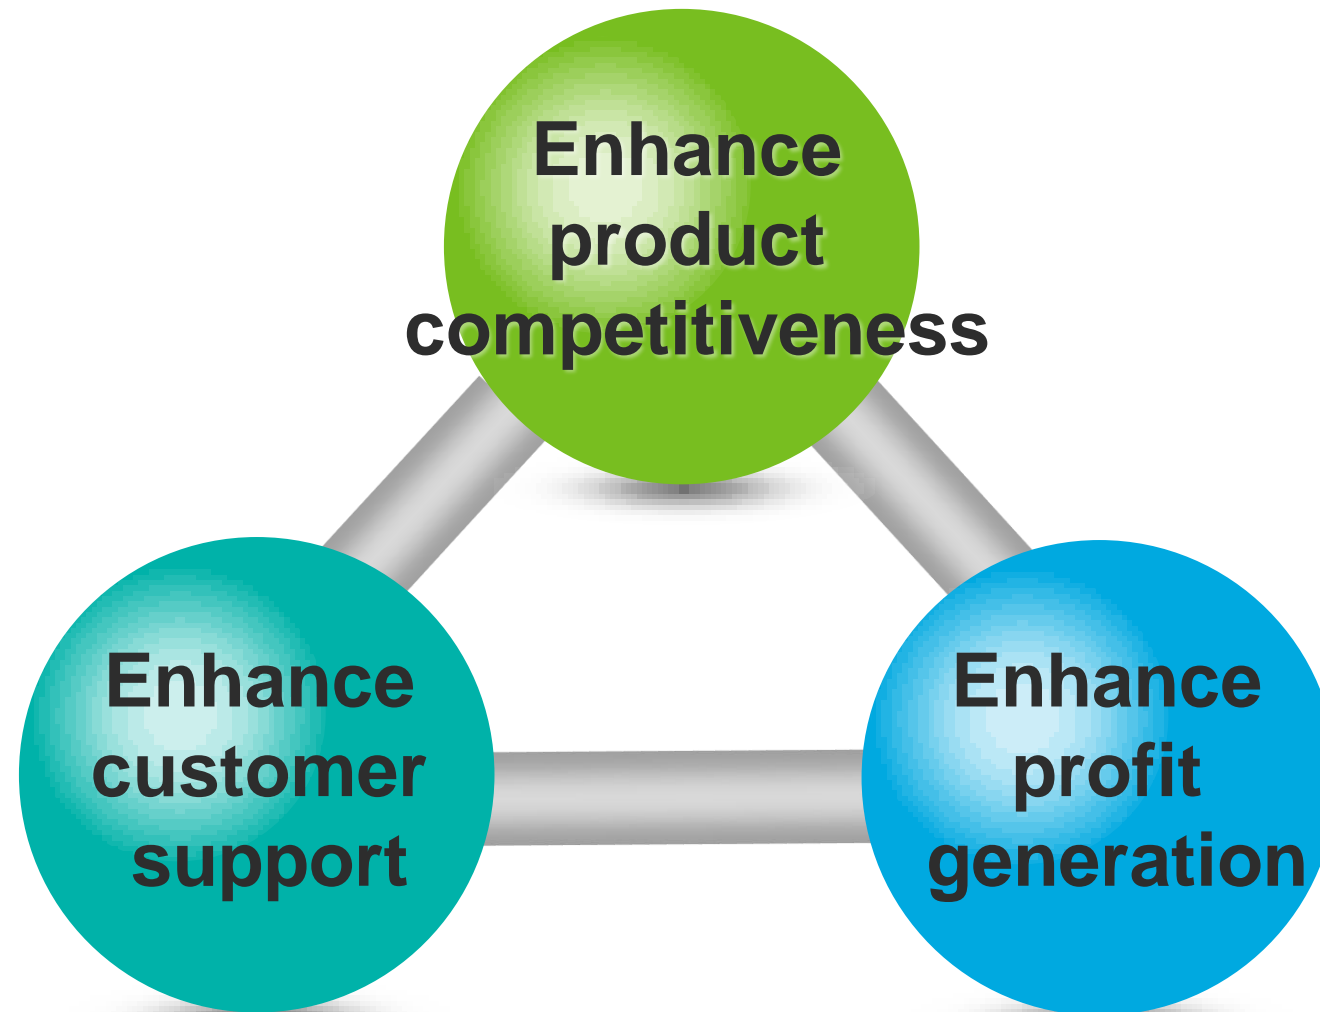 Enhance
product
competitiveness
Enhance
customer
support
Enhance
profit
generation